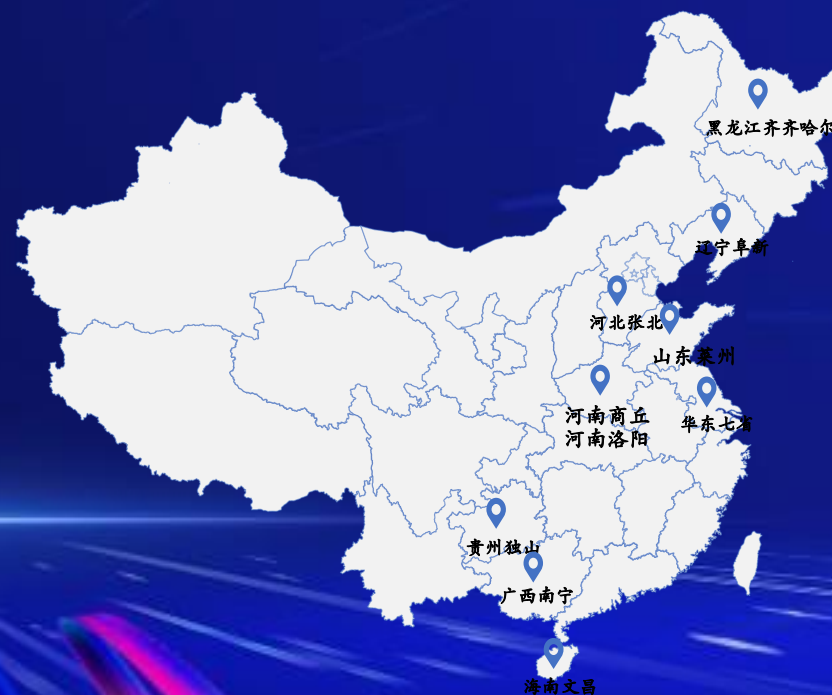 黑龙江齐齐哈尔
辽宁阜新
河北张北
山东莱州
河南商丘
河南洛阳
华东七省
贵州独山
广西南宁
海南文昌